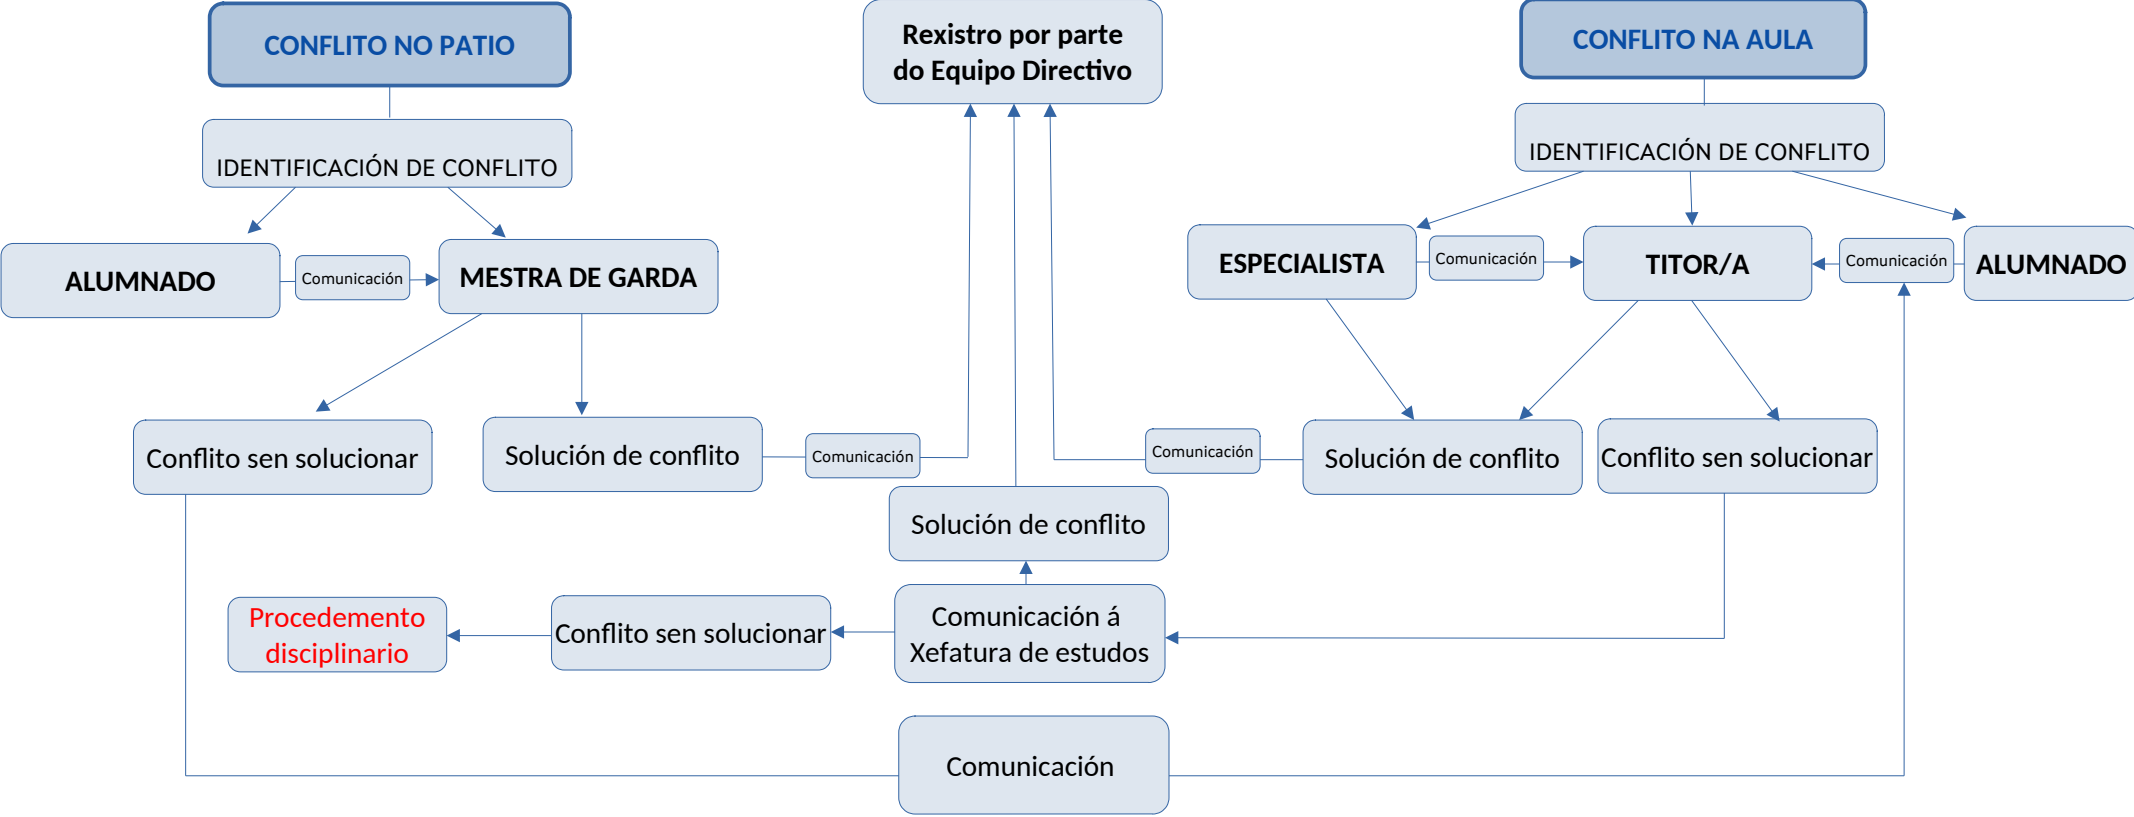 CONFLITO NO PATIO
Rexistro por parte
do Equipo Directivo
CONFLITO NA AULA
IDENTIFICACIÓN DE CONFLITO
IDENTIFICACIÓN DE CONFLITO
ALUMNADO
Comunicación
MESTRA DE GARDA
ESPECIALISTA
Comunicación
TITOR/A
Comunicación
ALUMNADO
Conflito sen solucionar
Solución de conflito
Comunicación
Comunicación
Solución de conflito
Conflito sen solucionar
Solución de conflito
Procedemento
disciplinario
Conflito sen solucionar
Comunicación á
Xefatura de estudos
Comunicación